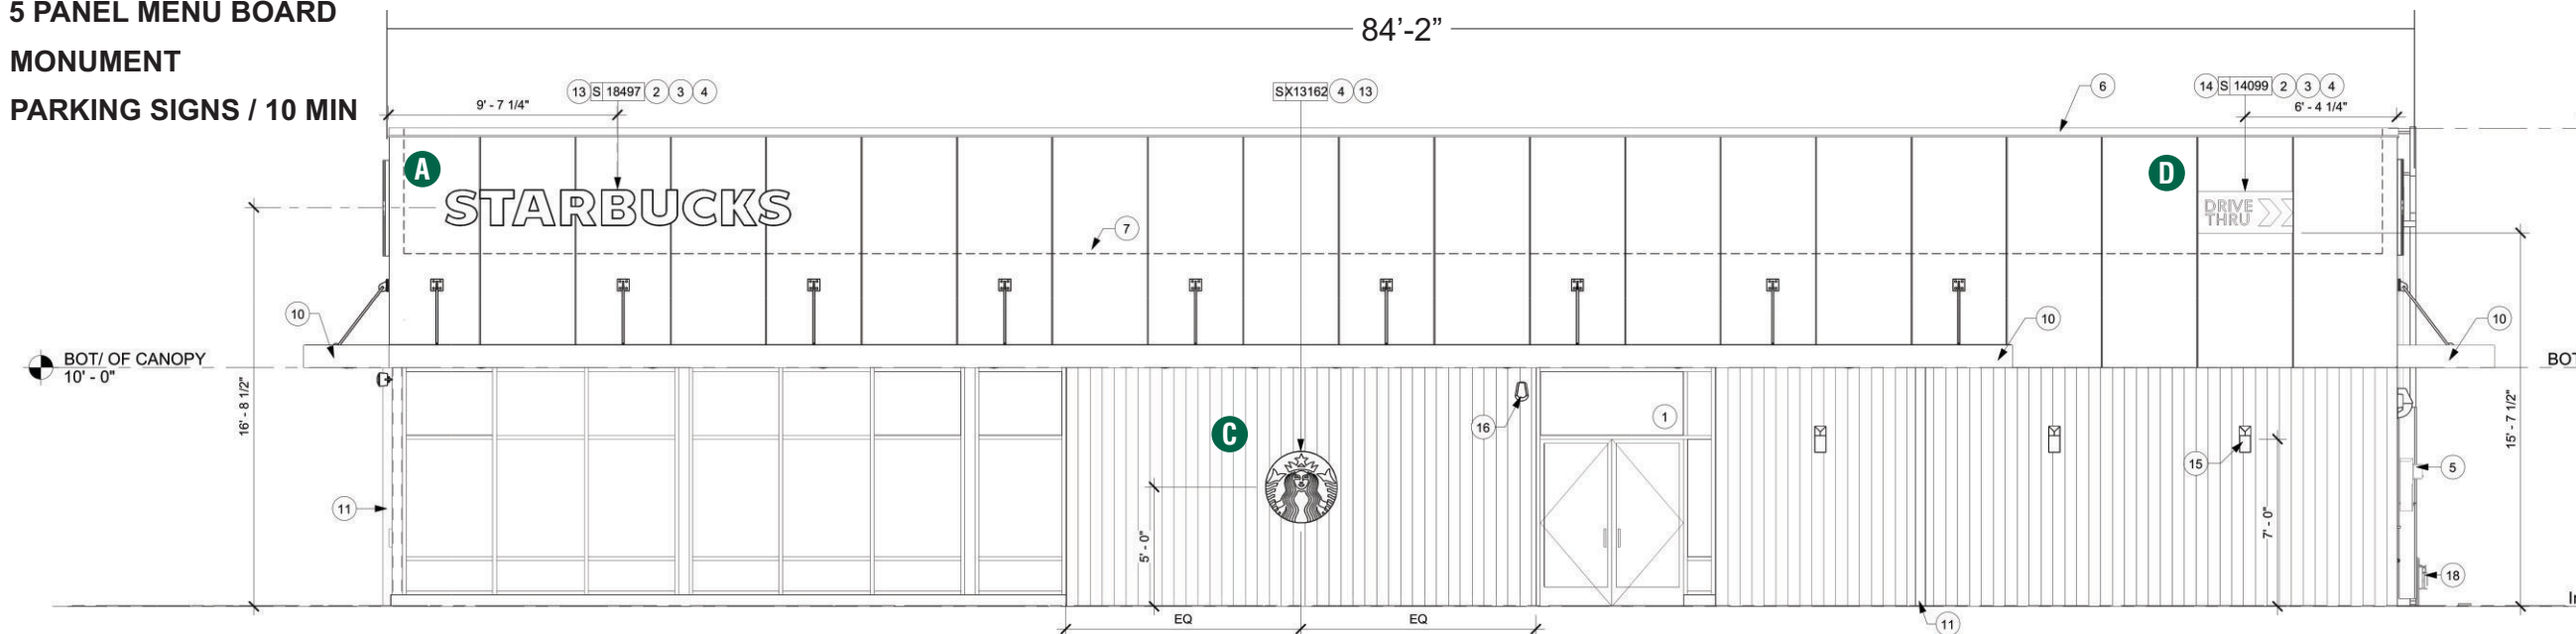 5 PANEL MENU BOARD
MONUMENT
PARKING SIGNS / 10 MIN
84'-2”
13 S 18497 2 3 4
9' - 7 1/4"
SX13162 4 13
6
14 S 14099 2 3 4
6' - 4 1/4"
A
STARBUCKS
D
DRIVE
THRU
7
10
10
10
BOT/ OF CANOPY
10' - 0"
BOT
16' - 8 1/2"
C
16
1
15
15' - 7 1/2"
5
11
5' - 0"
7' - 0"
18
EQ
EQ
11